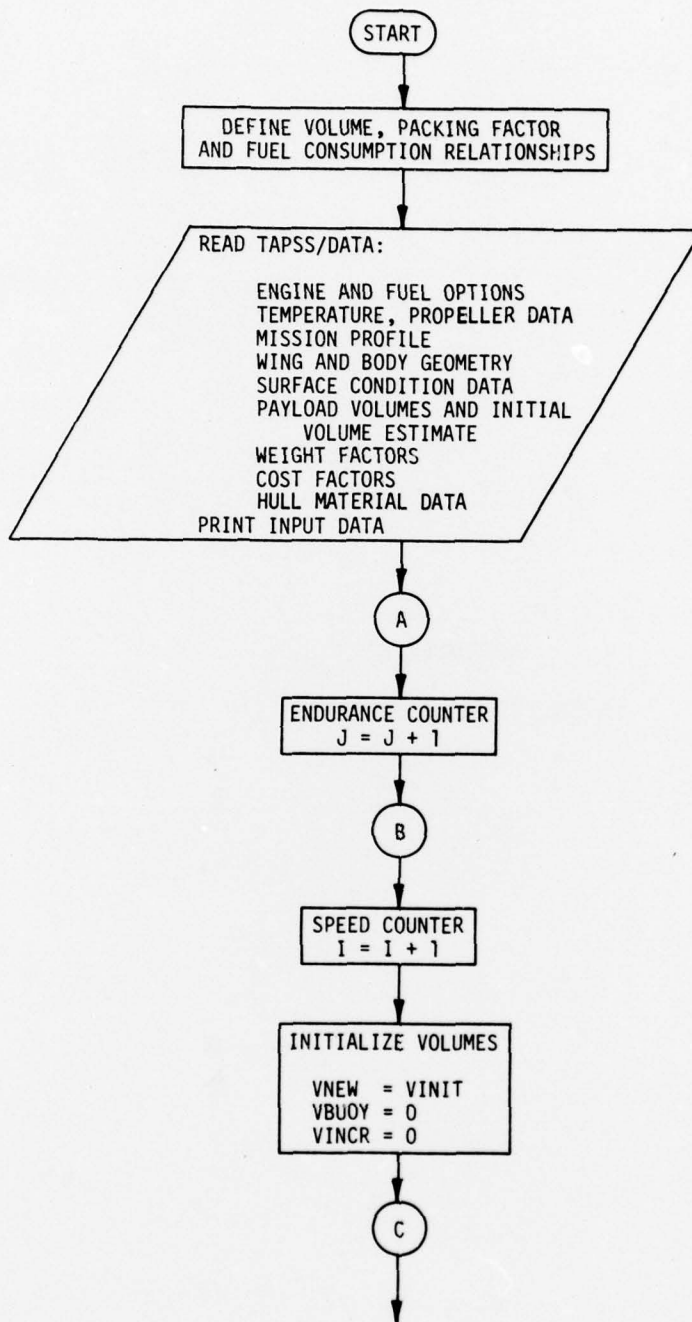 START
DEFINE VOLUME, PACKING FACTOR
AND FUEL CONSUMPTION RELATIONSHIPS
READ TAPSS/DATA:
ENGINE AND FUEL OPTIONS
TEMPERATURE, PROPELLER DATA
MISSION PROFILE
WING AND BODY GEOMETRY
SURFACE CONDITION DATA
PAYLOAD VOLUMES AND INITIAL
VOLUME ESTIMATE
WEIGHT FACTORS
COST FACTORS
HULL MATERIAL DATA
PRINT INPUT DATA
A
ENDURANCE COUNTER
J = J + 1
B
SPEED COUNTER
I = I + 1
INITIALIZE VOLUMES
VNEW = VINIT
VBUOY = 0
VINCR = 0
C